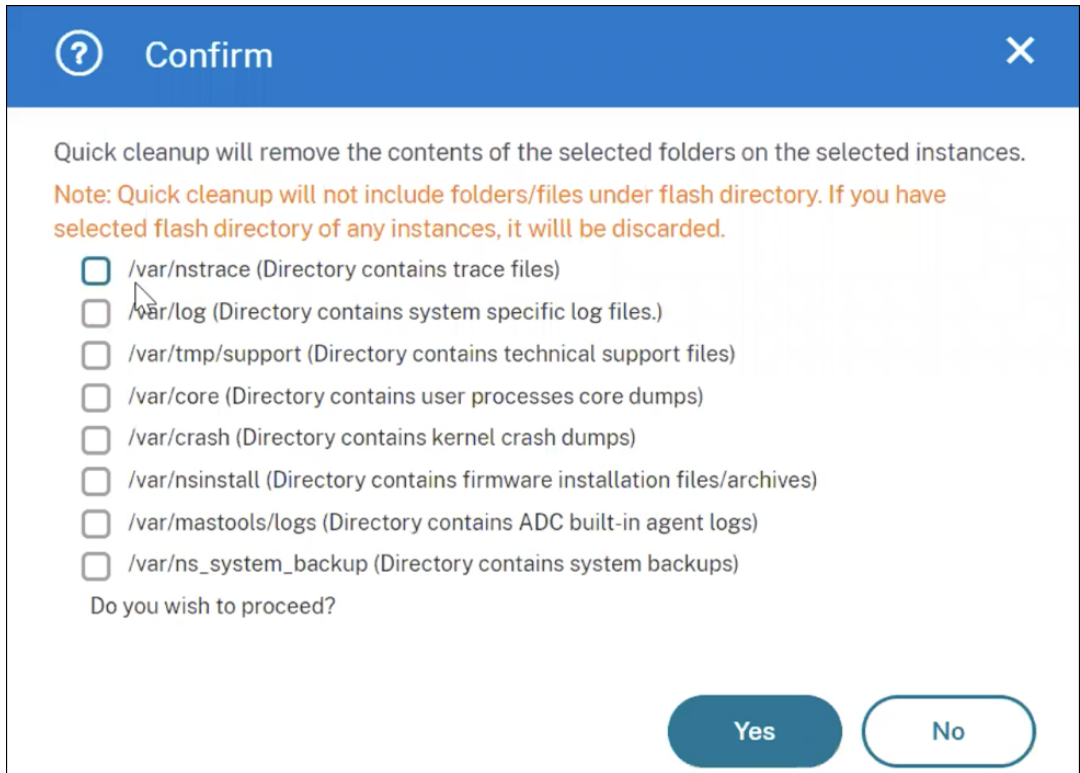 ? Confirm
Quick cleanup will remove the contents of the selected folders on the selected instances.
Note: Quick cleanup will not include folders/files under flash directory. If you have
selected flash directory of any instances, it willl be discarded.
/var/nstrace (Directory contains trace files)
/var/log (Directory contains system specific log files.)
/var/tmp/support (Directory contains technical support files)
/var/core (Directory contains user processes core dumps)
/var/crash (Directory contains kernel crash dumps)
/var/nsinstall (Directory contains firmware installation files/archives)
/var/mastools/logs (Directory contains ADC built-in agent logs)
/var/ns_system_backup (Directory contains system backups)
Do you wish to proceed?
Yes No